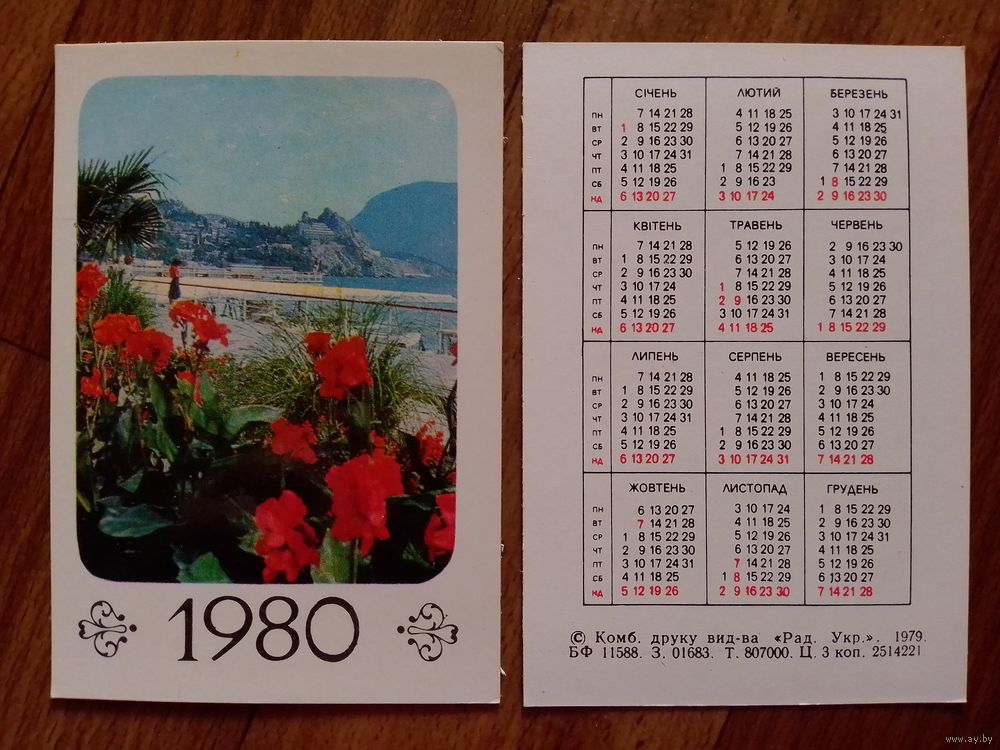 1980
СІЧЕНЬ ЛЮТИЙ БЕРЕЗЕНЬ
ПН 7 14 21 28 4 11 18 25 3 10 17 24 31
ВТ 1 8 15 22 29 5 12 19 26 4 11 18 25
СР 2 9 16 23 30 6 13 20 27 5 12 19 26
ЧТ 3 10 17 24 31 7 14 21 28 6 13 20 27
ПТ 4 11 18 25 1 8 15 22 29 7 14 21 28
СБ 5 12 19 26 2 9 16 23 1 8 15 22 29
НД 6 13 20 27 3 10 17 24 2 9 16 23 30
КВІТЕНЬ ТРАВЕНЬ ЧЕРВЕНЬ
ПН 7 14 21 28 5 12 19 26 2 9 16 23 30
ВТ 1 8 15 22 29 6 13 20 27 3 10 17 24
СР 2 9 16 23 30 7 14 21 28 4 11 18 25
ЧТ 3 10 17 24 1 8 15 22 29 5 12 19 26
ПТ 4 11 18 25 2 9 16 23 30 6 13 20 27
СБ 5 12 19 26 3 10 17 24 31 7 14 21 28
НД 6 13 20 27 4 11 18 25 1 8 15 22 29
ЛИПЕНЬ СЕРПЕНЬ ВЕРЕСЕНЬ
ПН 7 14 21 28 4 11 18 25 1 8 15 22 29
ВТ 1 8 15 22 29 5 12 19 26 2 9 16 23 30
СР 2 9 16 23 30 6 13 20 27 3 10 17 24
ЧТ 3 10 17 24 31 7 14 21 28 4 11 18 25
ПТ 4 11 18 25 1 8 15 22 29 5 12 19 26
СБ 5 12 19 26 2 9 16 23 30 6 13 20 27
НД 6 13 20 27 3 10 17 24 31 7 14 21 28
ЖОВТЕНЬ ЛИСТОПАД ГРУДЕНЬ
ПН 6 13 20 27 3 10 17 24 1 8 15 22 29
ВТ 7 14 21 28 4 11 18 25 2 9 16 23 30
СР 1 8 15 22 29 5 12 19 26 3 10 17 24 31
ЧТ 2 9 16 23 30 6 13 20 27 4 11 18 25
ПТ 3 10 17 24 31 7 14 21 28 5 12 19 26
СБ 4 11 18 25 1 8 15 22 29 6 13 20 27
НД 5 12 19 26 2 9 16 23 30 7 14 21 28
© Комб. друку вид-ва «Рад. Укр.». 1979.
БФ 11588. З. 01683. Т. 807000. Ц. 3 коп. 2514221
www.ay.by